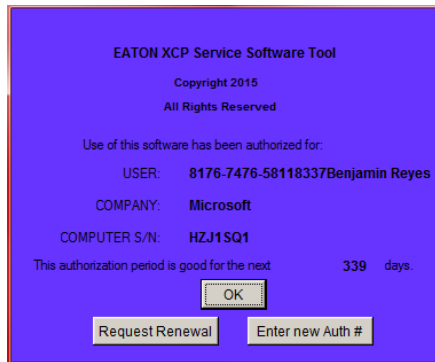 EATON XCP Service Software Tool
Copyright 2015
All Rights Reserved
Use of this software has been authorized for:
USER: 8176-7476-58118337Benjamin Reyes
COMPANY: Microsoft
COMPUTER S/N: HZJ1SQ1
This authorization period is good for the next 339 days.
OK
Request Renewal Enter new Auth #